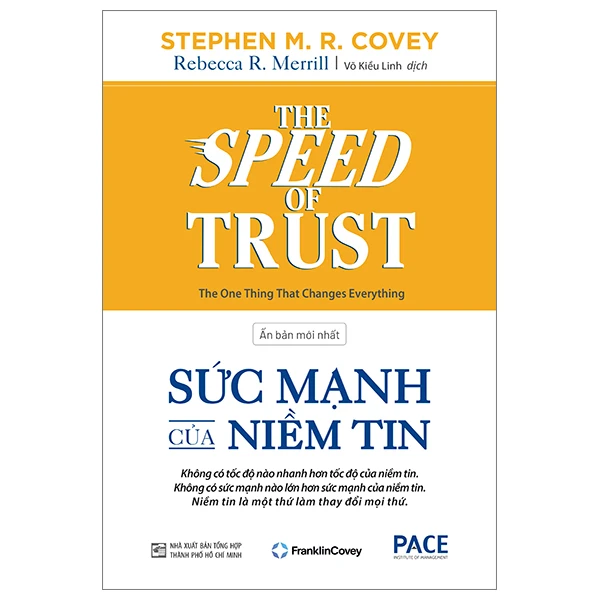 STEPHEN M. R. COVEY
Rebecca R. Merrill | Võ Kiều Linh dịch
THE
SPEED
OF
TRUST
The One Thing That Changes Everything
Ấn bản mới nhất
SỨC MẠNH
CỦA NIỀM TIN
Không có tốc độ nào nhanh hơn tốc độ của niềm tin.
Không có sức mạnh nào lớn hơn sức mạnh của niềm tin.
Niềm tin là một thứ làm thay đổi mọi thứ.
NHÀ XUẤT BẢN TỔNG HỢP
THÀNH PHỐ HỒ CHÍ MINH
FranklinCovey
PACE
INSTITUTE OF MANAGEMENT